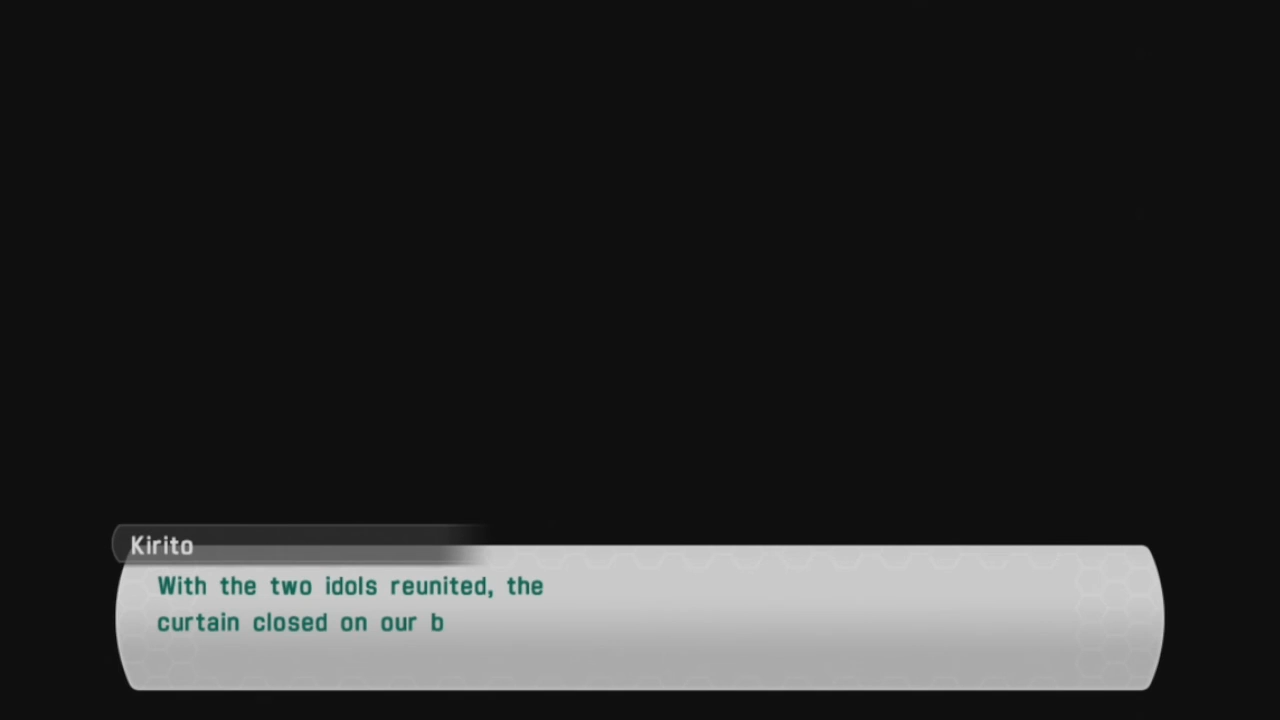 Kirito
With the two idols reunited, the
curtain closed on our b